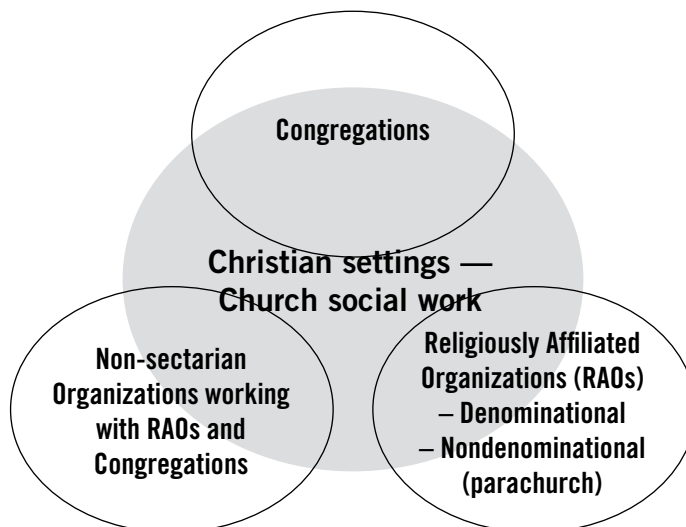 Congregations
Christian settings —
Church social work
Non-sectarian
Organizations working
with RAOs and
Congregations
Religiously Affiliated
Organizations (RAOs)
– Denominational
– Nondenominational
(parachurch)